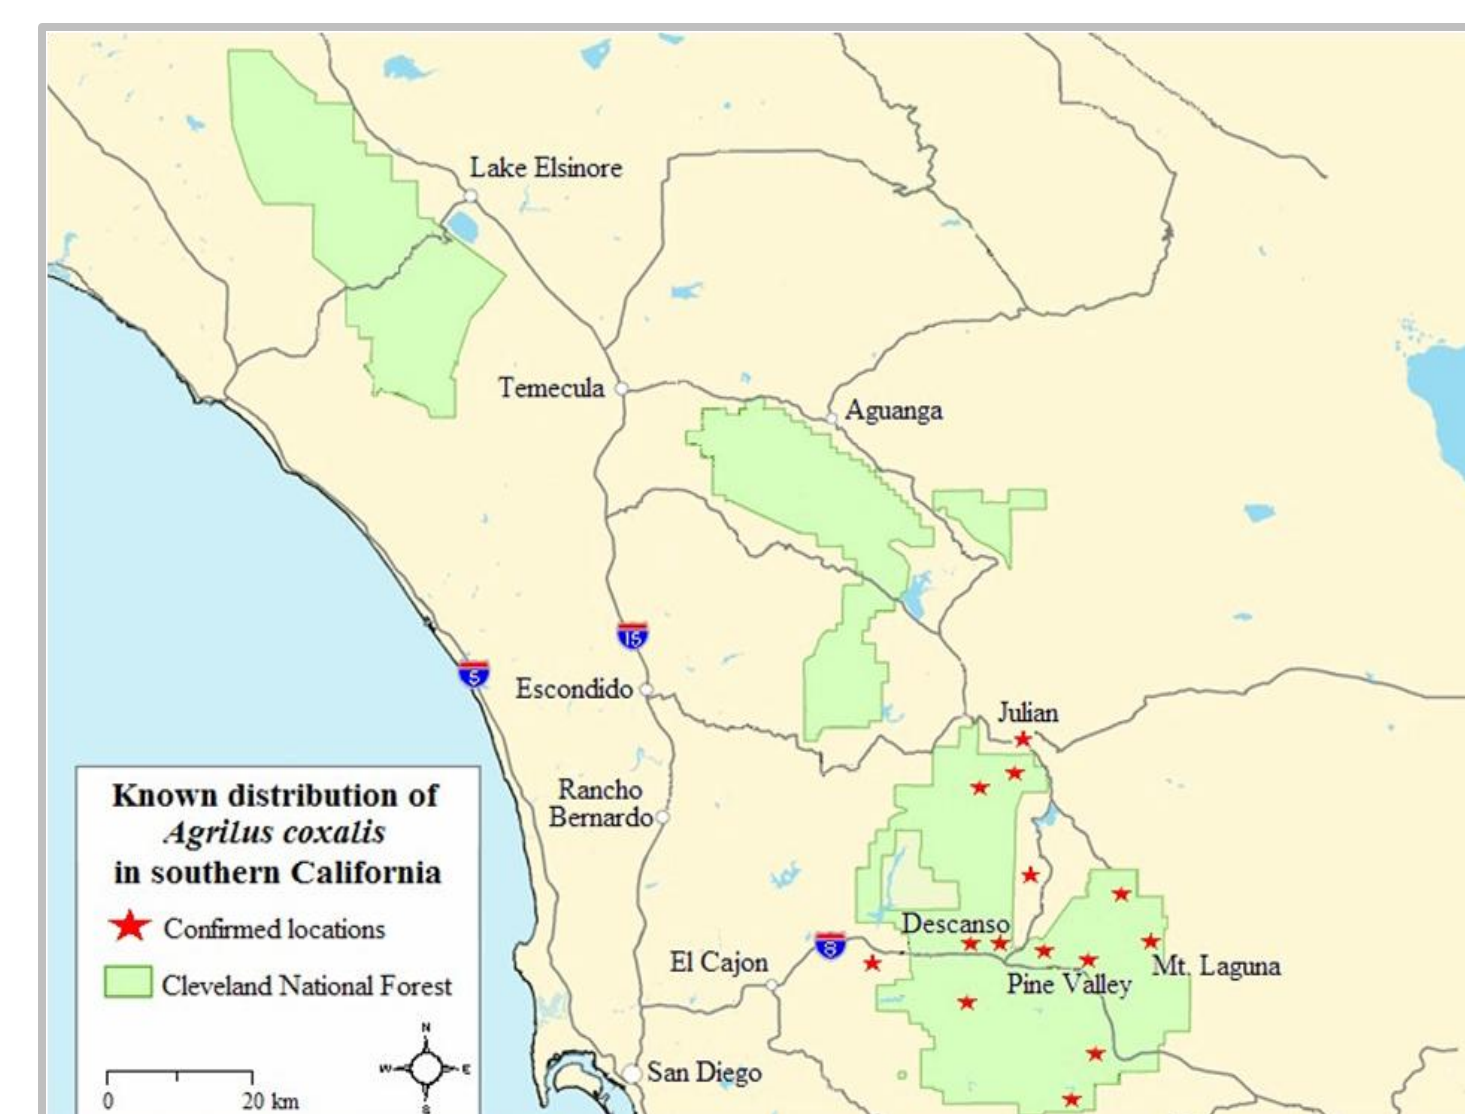 Lake Elsinore
Temecula
Aguanga
15
5
Escondido
Julian
Rancho
Bernardo
Descanso
8
El Cajon
Mt. Laguna
Pine Valley
San Diego
Known distribution of
Agrilus coxalis
in southern California
Confirmed locations
Cleveland National Forest
N
W E
S
0 20 km